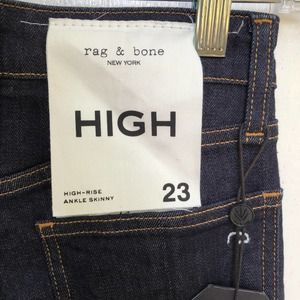 rag & bone
NEW YORK
HIGH
HIGH-RISE
ANKLE SKINNY
23